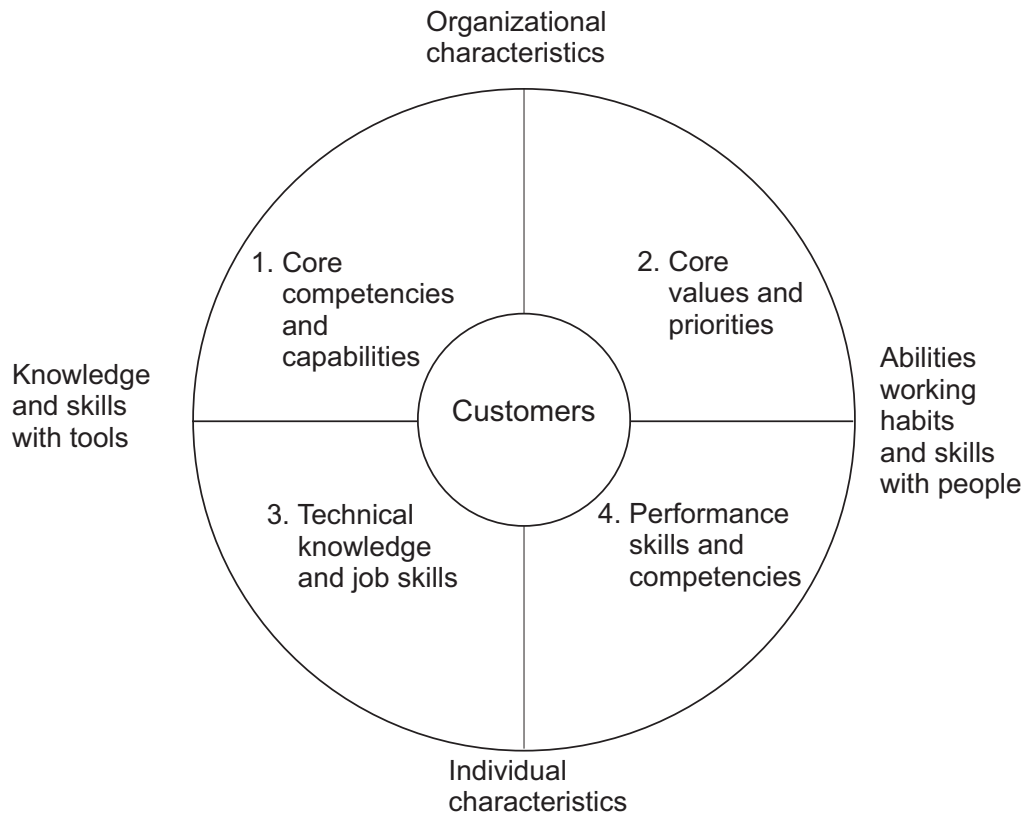 Organizational
characteristics
1. Core
competencies
and
capabilities
2. Core
values and
priorities
Knowledge
and skills
with tools
Customers
Abilities
working
habits
and skills
with people
3. Technical
knowledge
and job skills
4. Performance
skills and
competencies
Individual
characteristics